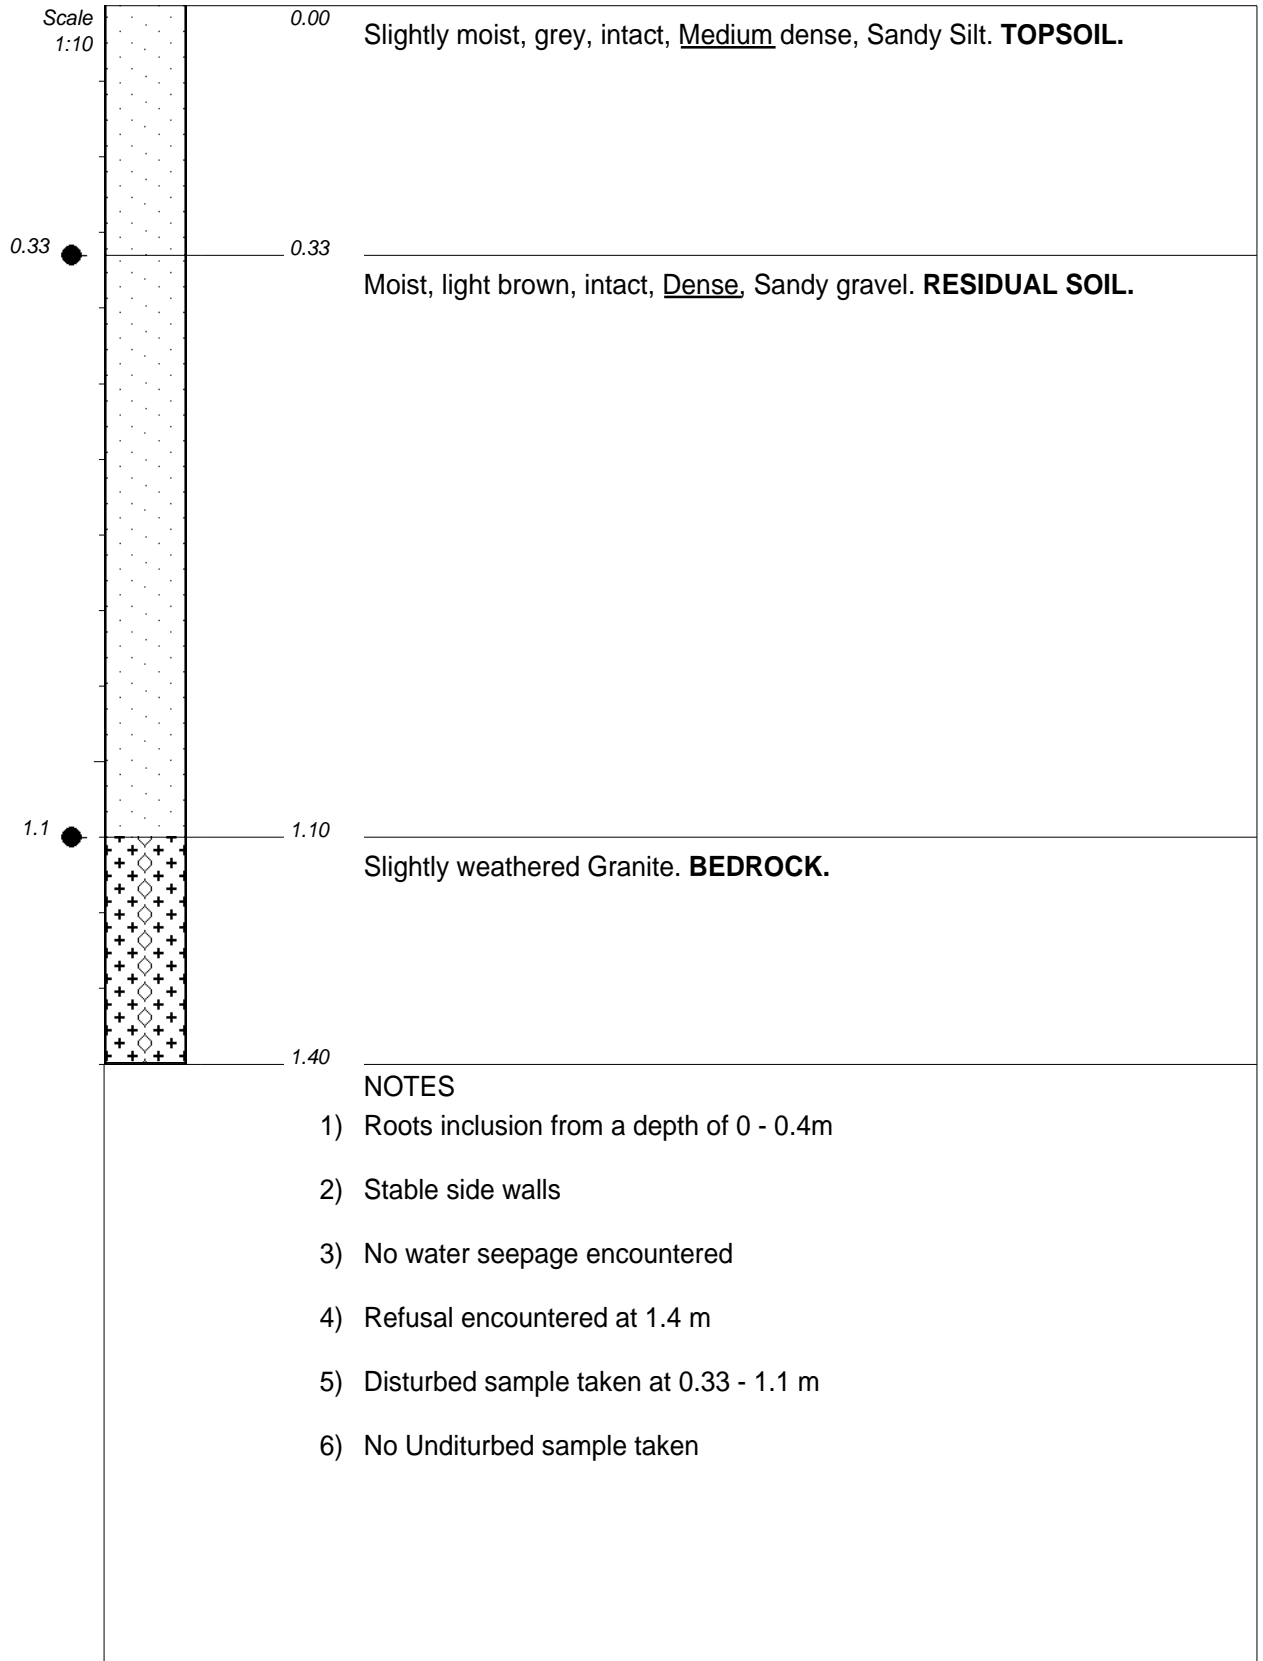 Scale
1:10
0.00
Slightly moist, grey, intact, Medium dense, Sandy Silt. TOPSOIL.
0.33
0.33
Moist, light brown, intact, Dense, Sandy gravel. RESIDUAL SOIL.
1.1
1.10
Slightly weathered Granite. BEDROCK.
1.40
NOTES
1) Roots inclusion from a depth of 0 - 0.4m
2) Stable side walls
3) No water seepage encountered
4) Refusal encountered at 1.4 m
5) Disturbed sample taken at 0.33 - 1.1 m
6) No Unditurbed sample taken